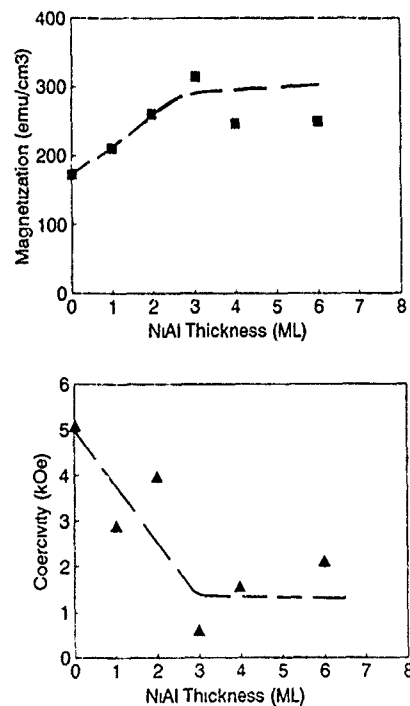 Magnetization (emu/cm3)
400
300
200
100
0
0 1 2 3 4 5 6 7 8
NiAl Thickness (ML)
Coercivity (kOe)
6
5
4
3
2
1
0
0 1 2 3 4 5 6 7 8
NiAl Thickness (ML)